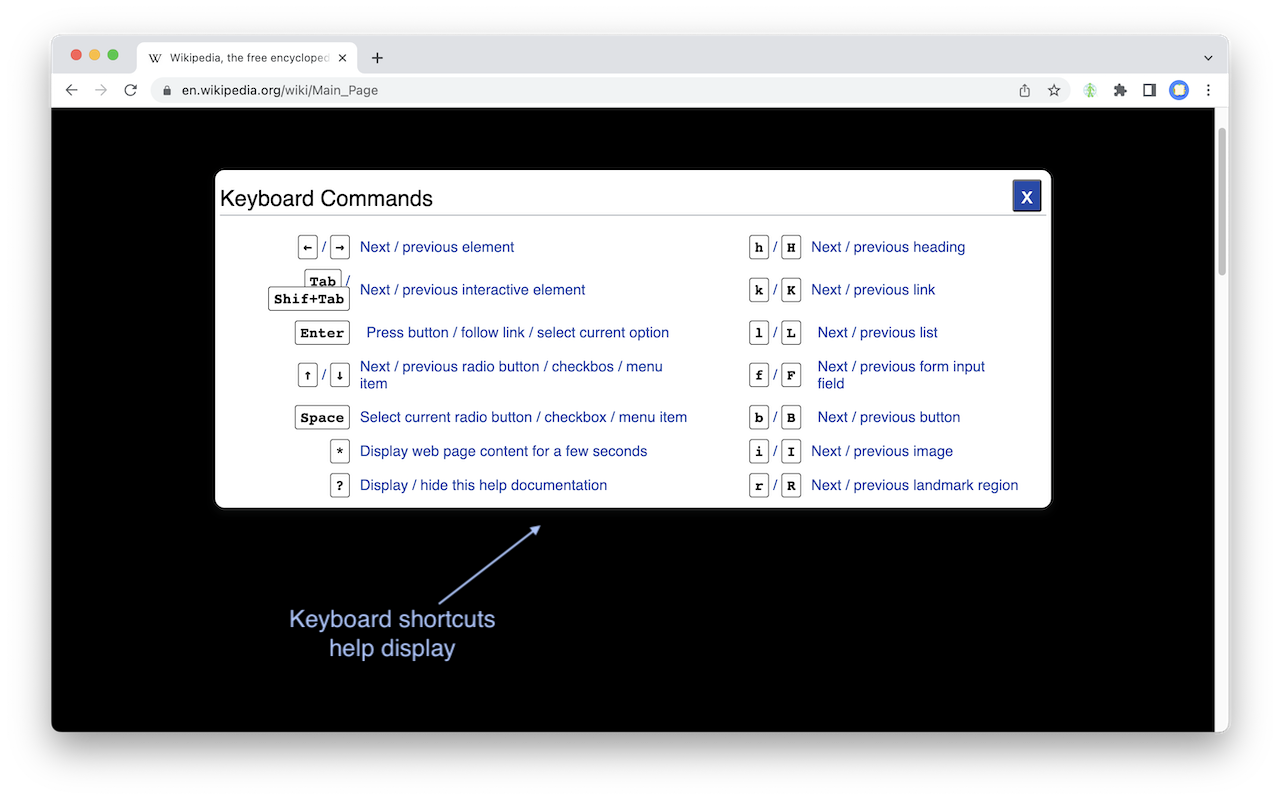 Wikipedia, the free encycloped
en.wikipedia.org/wiki/Main_Page
Keyboard Commands
X
← / → Next / previous element
Tab /
Shif+Tab
Next / previous interactive element
Enter Press button / follow link / select current option
↑ / ↓ Next / previous radio button / checkbos / menu
item
Space Select current radio button / checkbox / menu item
* Display web page content for a few seconds
? Display / hide this help documentation
h / H Next / previous heading
k / K Next / previous link
l / L Next / previous list
f / F Next / previous form input
field
b / B Next / previous button
i / I Next / previous image
r / R Next / previous landmark region
Keyboard shortcuts
help display